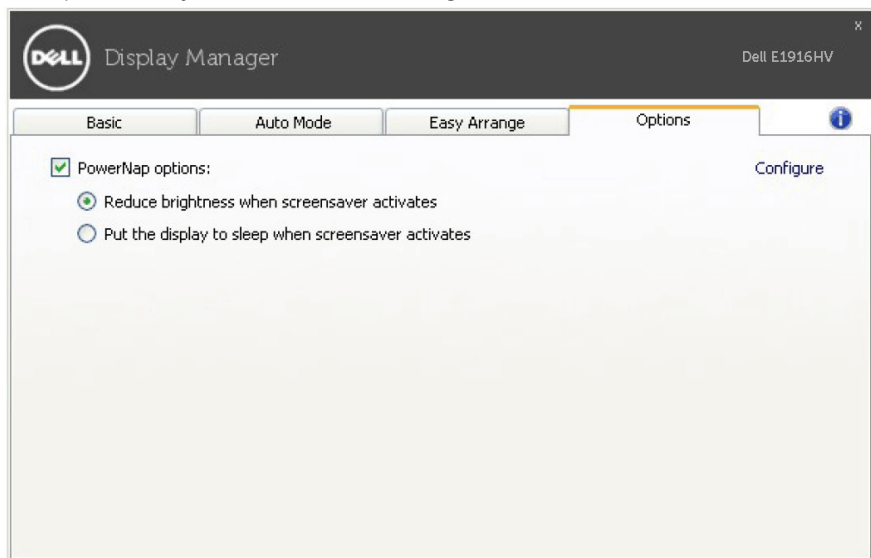 DELL Display Manager
x
Dell E1916HV
Basic
Auto Mode
Easy Arrange
Options
i
PowerNap options:
Configure
Reduce brightness when screensaver activates
Put the display to sleep when screensaver activates